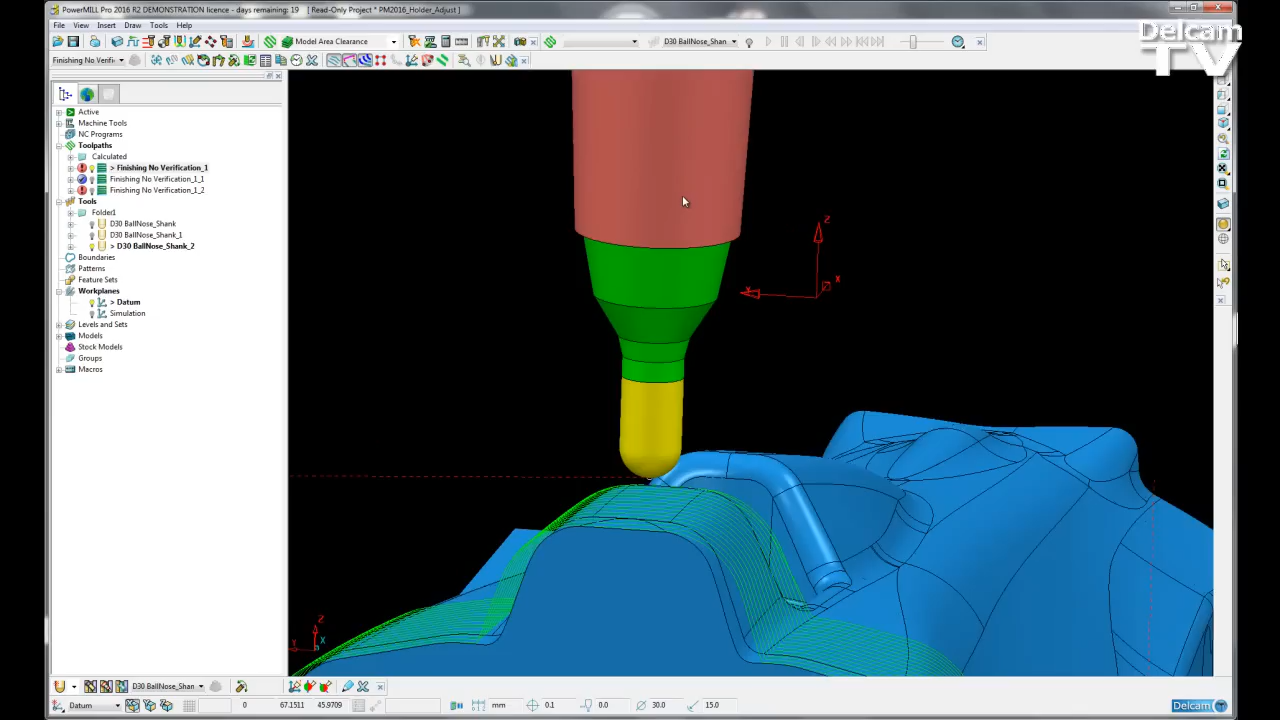 PowerMILL Pro 2016 R2 DEMONSTRATION licence - days remaining: 19    [ Read-Only Project * PM2016_Holder_Adjust ]
Delcam
TV
File View Insert Draw Tools Help
Model Area Clearance
D30 BallNose_Shan
Finishing No Verifi
Active
Machine Tools
NC Programs
Toolpaths
Calculated
> Finishing No Verification_1
Finishing No Verification_1_1
Finishing No Verification_1_2
Tools
Folder1
D30 BallNose_Shank
D30 BallNose_Shank_1
> D30 BallNose_Shank_2
Boundaries
Patterns
Feature Sets
Workplanes
> Datum
Simulation
Levels and Sets
Models
Stock Models
Groups
Macros
Z
X
Y
Z
X
Y
D30 BallNose_Shan
Datum
0
67.1511
45.9709
mm
0.1
0.0
30.0
15.0
Delcam